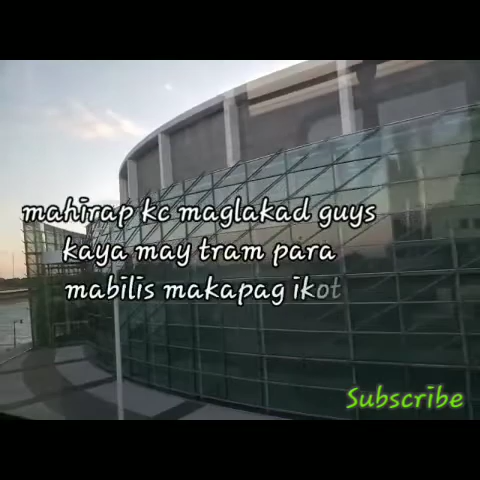 mahirap kc maglakad guys
kaya may tram para
mabilis makapag ikot
Subscribe